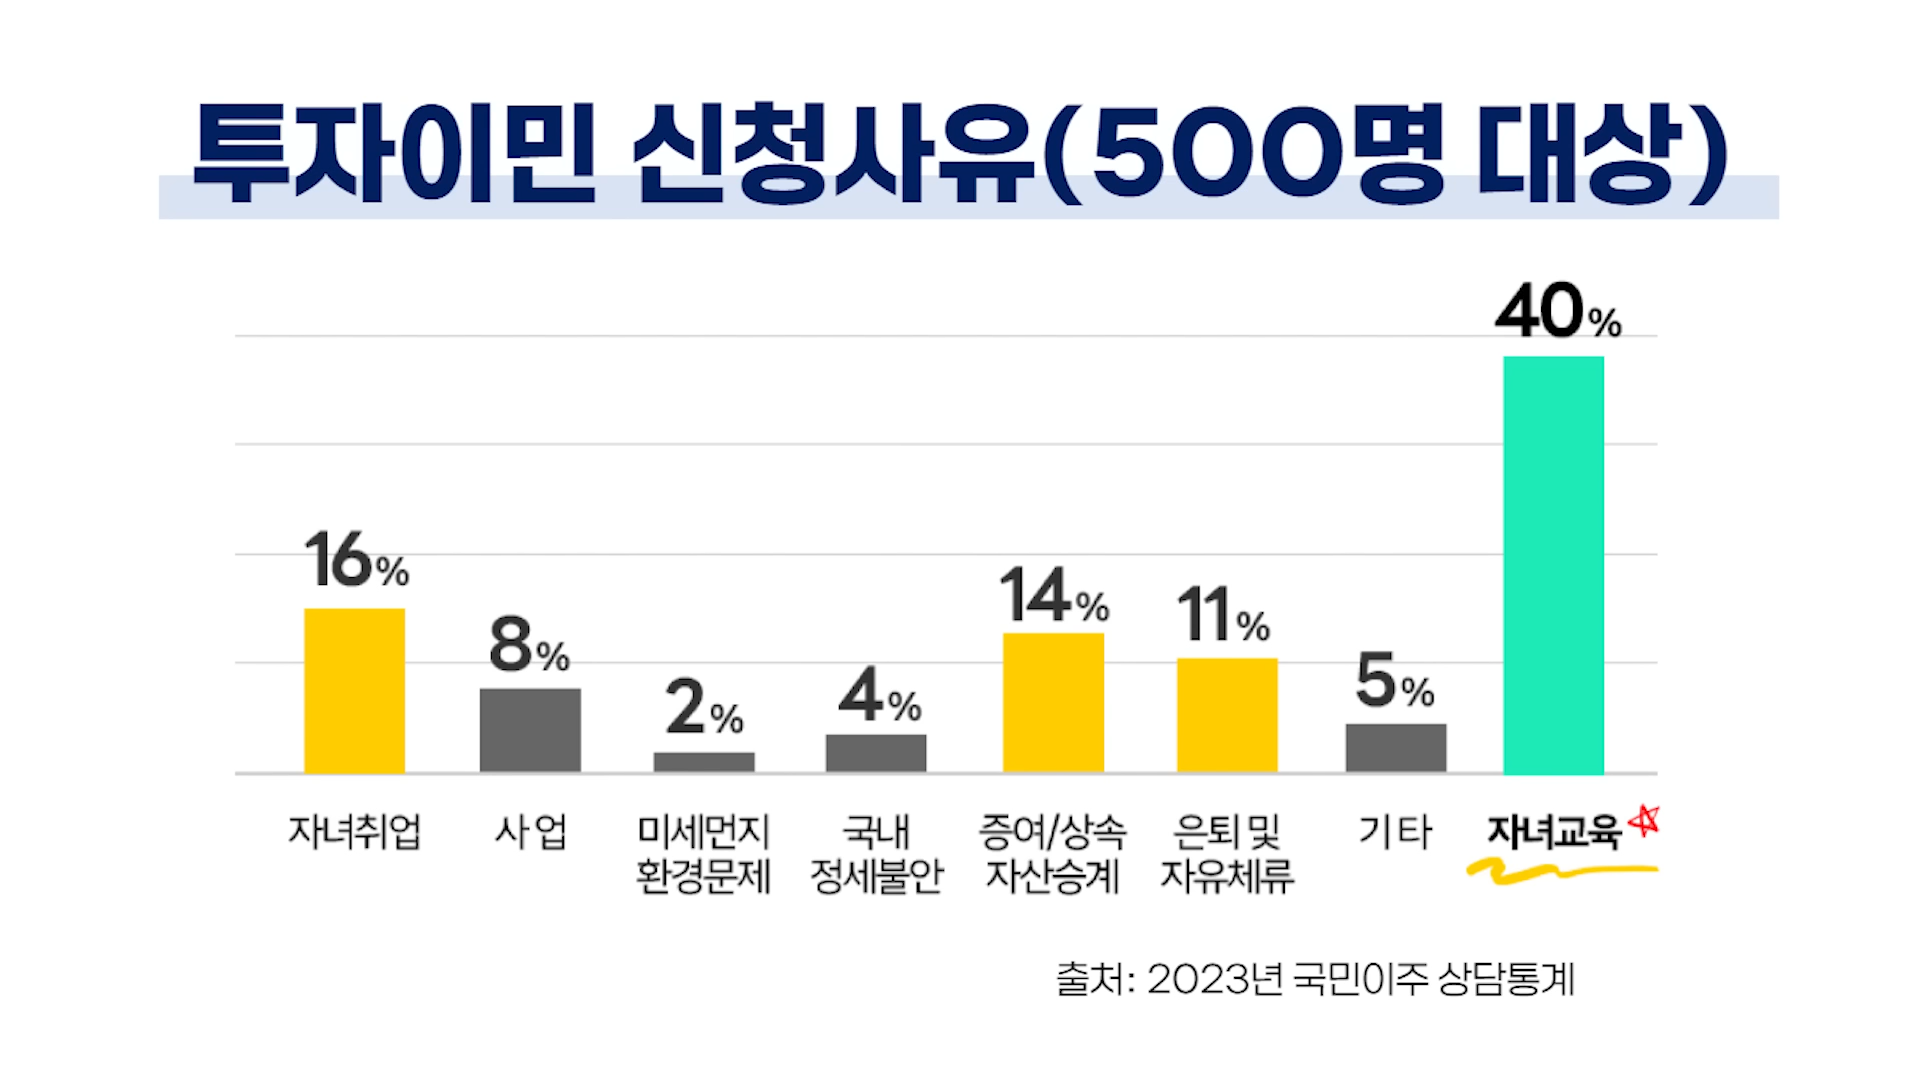 투자이민 신청사유(500명 대상)
40%
16%
14%
11%
8%
5%
4%
2%
자녀취업
사업
미세먼지
환경문제
국내
정세불안
증여/상속
자산승계
은퇴 및
자유체류
기타
자녀교육
출처: 2023년 국민이주 상담통계